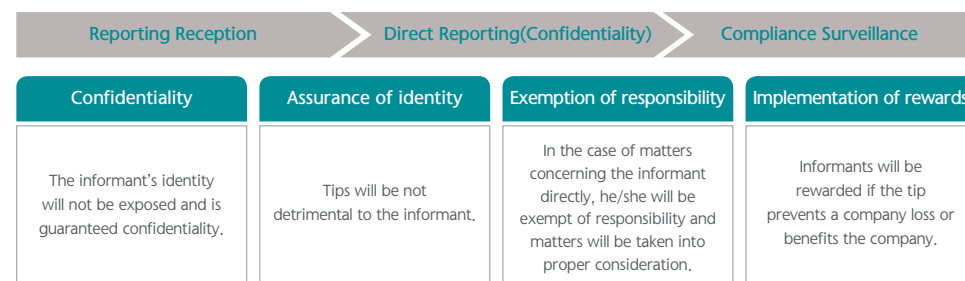 Reporting Reception
Direct Reporting(Confidentiality)
Compliance Surveillance
Confidentiality
The informant's identity
will not be exposed and is
guaranteed confidentiality.
Assurance of identity
Tips will be not
detrimental to the informant.
Exemption of responsibility
In the case of matters
concerning the informant
directly, he/she will be
exempt of responsibility and
matters will be taken into
proper consideration.
Implementation of rewards
Informants will be
rewarded if the tip
prevents a company loss or
benefits the company.